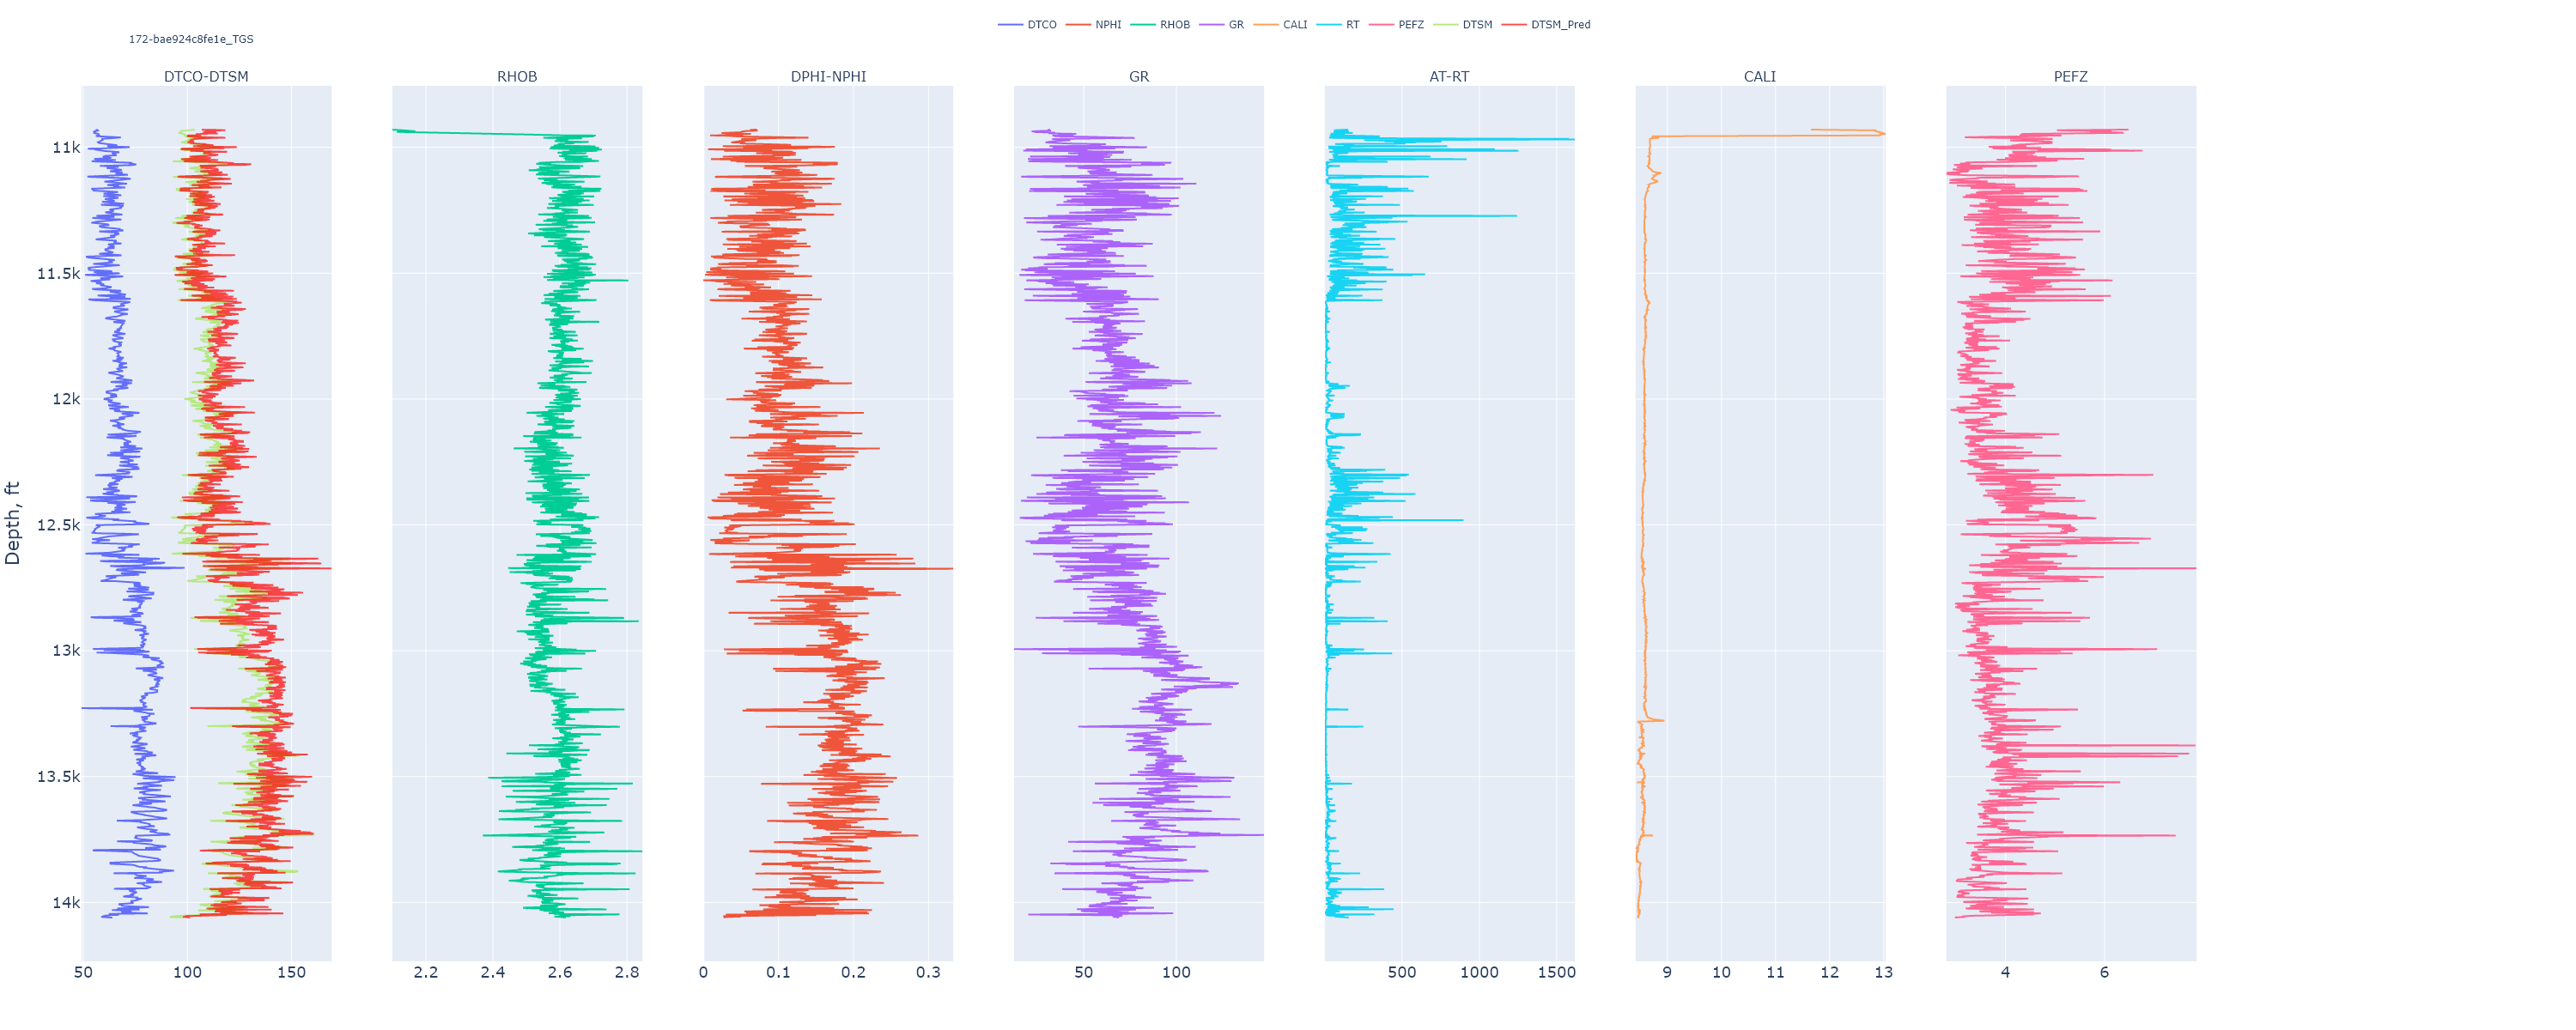 DTCO NPHI RHOB GR CALI RT PEFZ DTSM DTSM_Pred
172-bae924c8fe1e_TGS
DTCO-DTSM RHOB DPHI-NPHI GR AT-RT CALI PEFZ
11k
11.5k
12k
Depth, ft
12.5k
13k
13.5k
14k
50 100 150 2.2 2.4 2.6 2.8 0 0.1 0.2 0.3 50 100 500 1000 1500 9 10 11 12 13 4 6